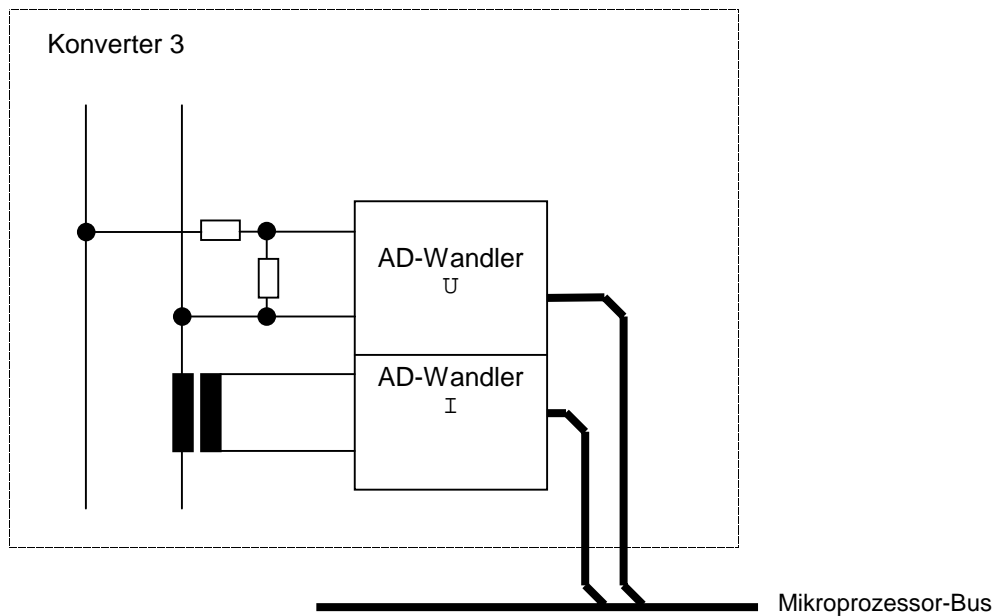 Konverter 3
AD-Wandler
U
AD-Wandler
I
Mikroprozessor-Bus